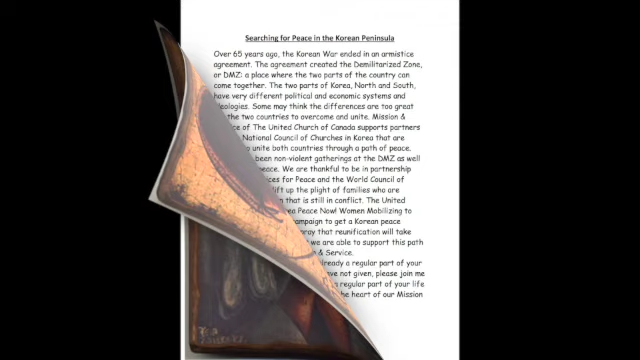 Searching for Peace in the Korean Peninsula
Over 65 years ago, the Korean War ended in an armistice
agreement. The agreement created the Demilitarized Zone,
or DMZ: a place where the two parts of the country can
come together. The two parts of Korea, North and South,
have very different political and economic systems and
ideologies. Some may think the differences are too great
the two countries to overcome and unite. Mission &
of The United Church of Canada supports partners
National Council of Churches in Korea that are
to unite both countries through a path of peace.
been non-violent gatherings at the DMZ as well
peace. We are thankful to be in partnership
for Peace and the World Council of
lift up the plight of families who are
that is still in conflict. The United
Peace Now! Women Mobilizing to
campaign to get a Korean peace
pray that reunification will take
we are able to support this path
& Service.
already a regular part of your
have not given, please join me
a regular part of your life
the heart of our Mission